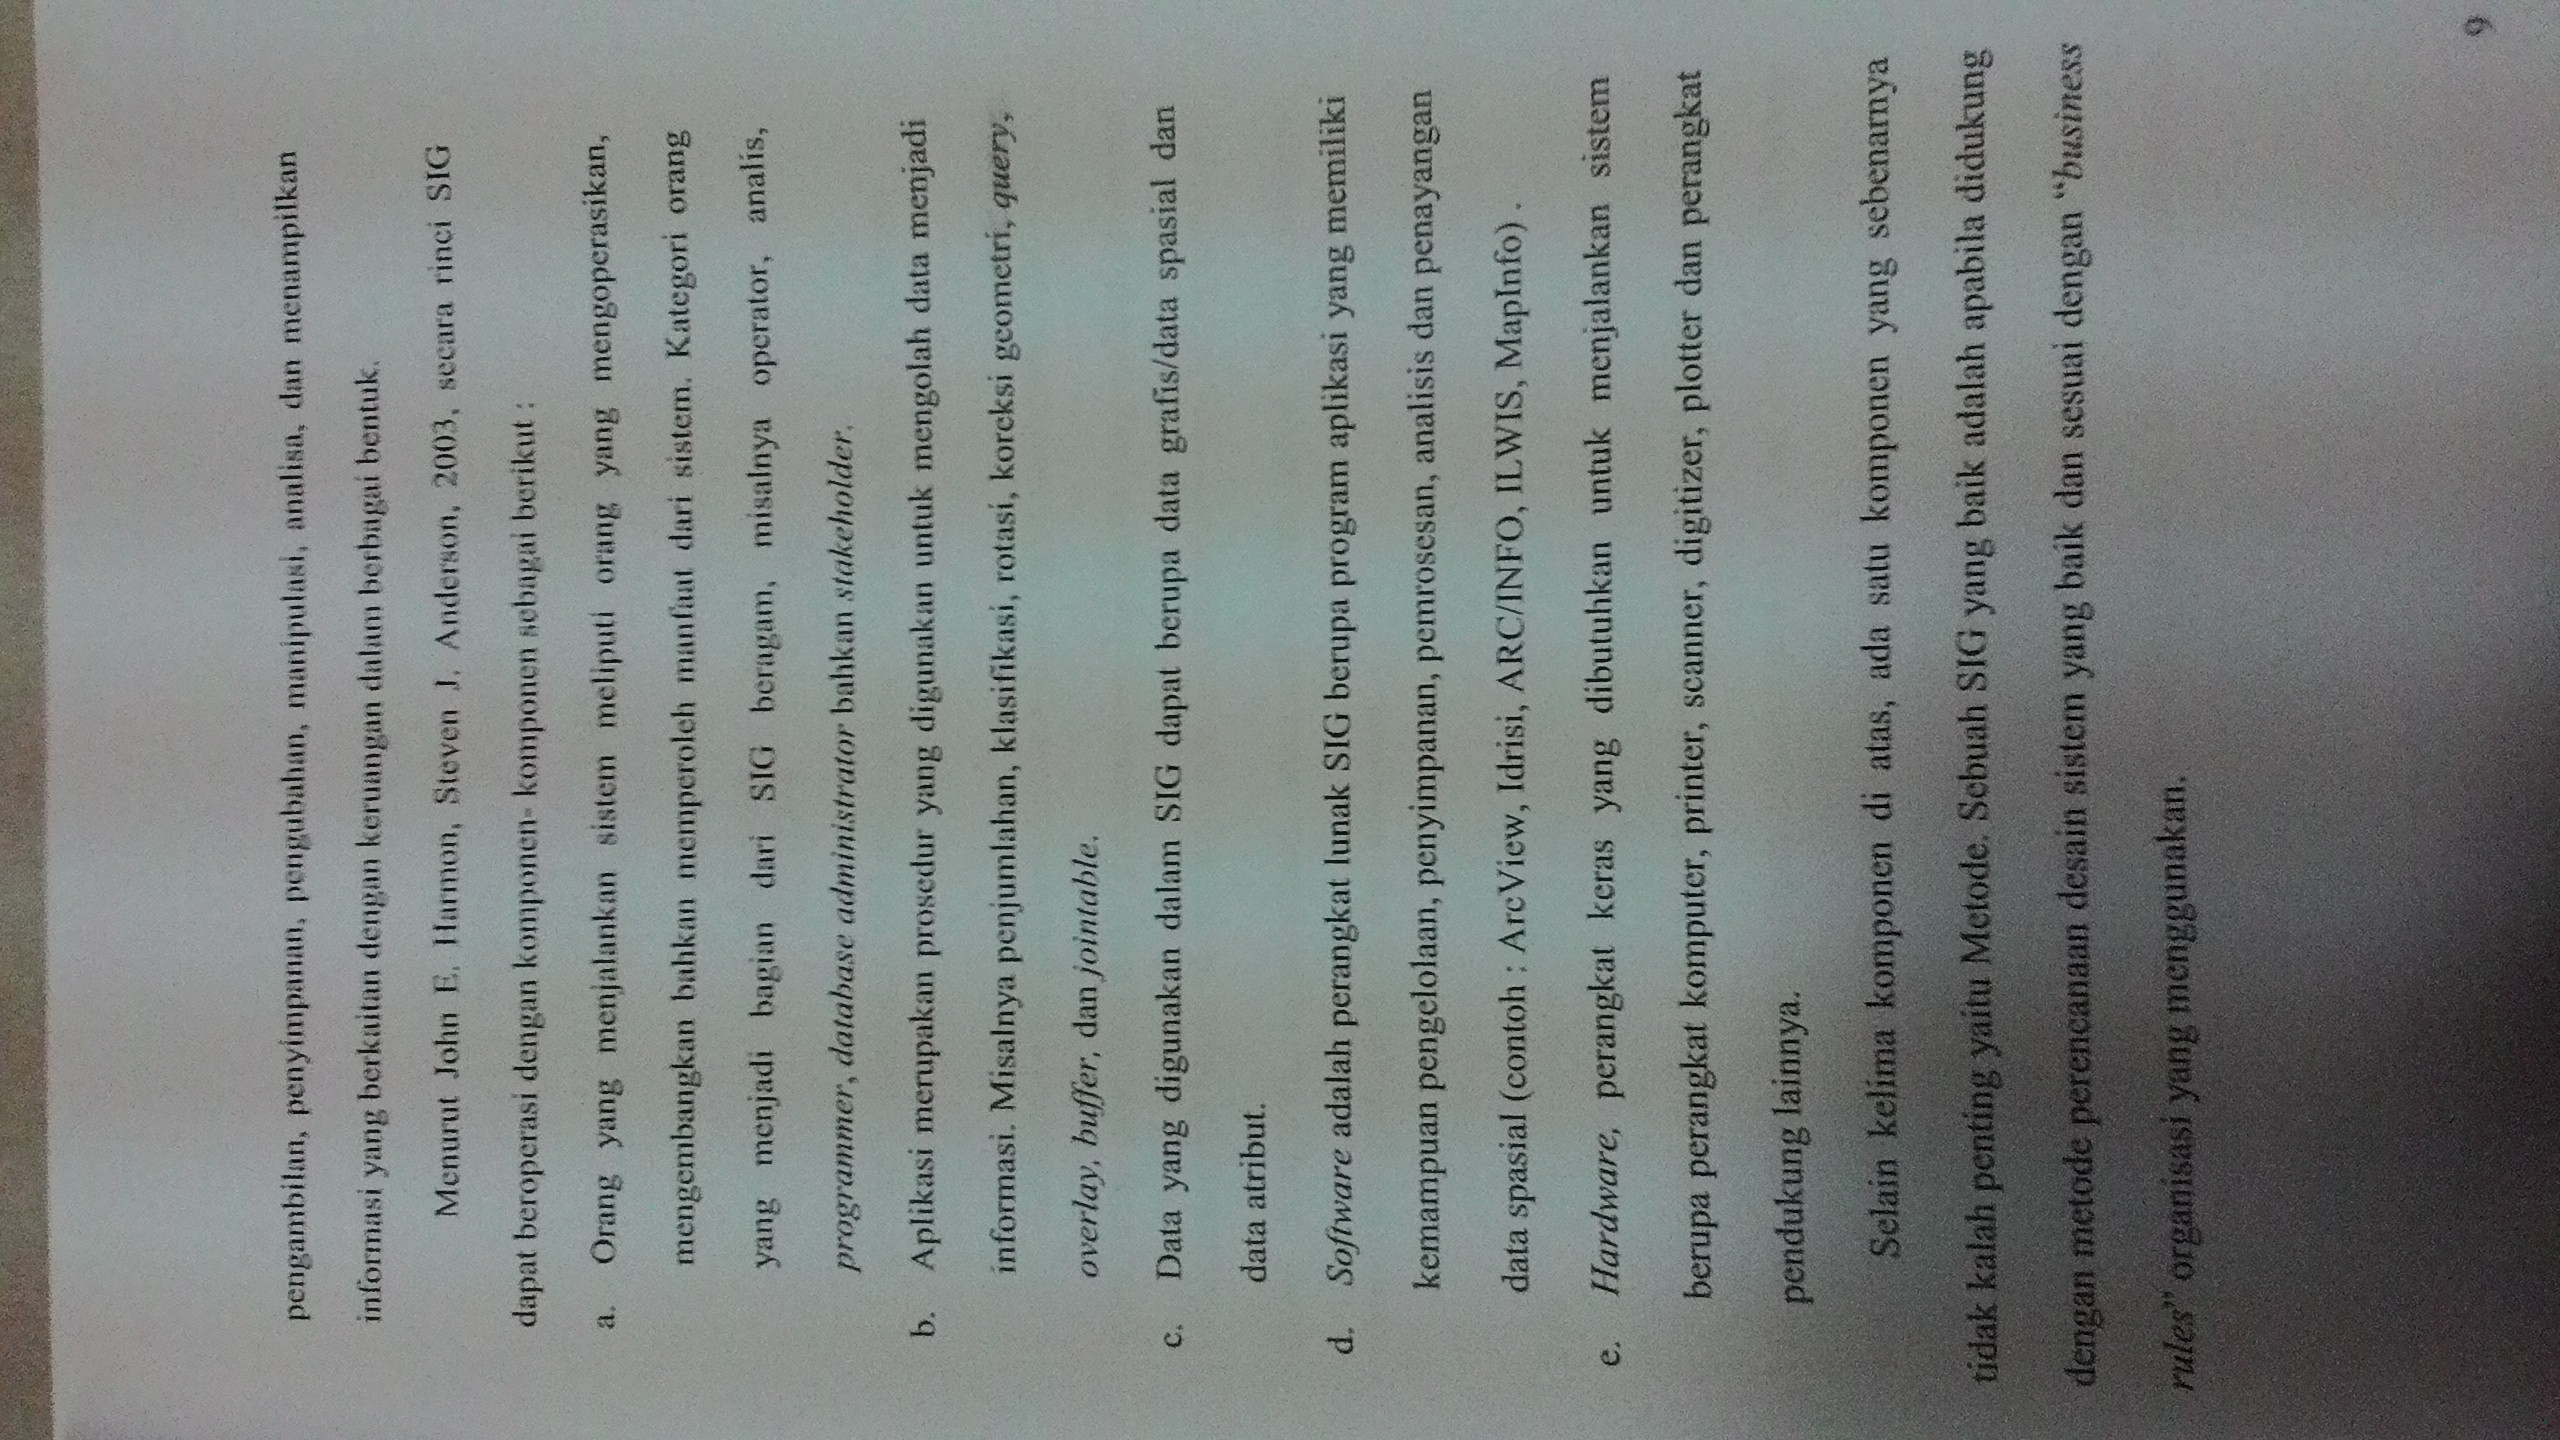 pengambilan, penyimpanan, pengubahan, manipulasi, analisa, dan menampilkan
informasi yang berkaitan dengan keruangan dalam berbagai bentuk.
Menurut John E. Harmon, Steven J. Anderson, 2003, secara rinci SIG
dapat beroperasi dengan komponen- komponen sebagai berikut :
a. Orang yang menjalankan sistem meliputi orang yang mengoperasikan,
mengembangkan bahkan memperoleh manfaat dari sistem. Kategori orang
yang menjadi bagian dari SIG beragam, misalnya operator, analis,
programmer, database administrator bahkan stakeholder.
b. Aplikasi merupakan prosedur yang digunakan untuk mengolah data menjadi
informasi. Misalnya penjumlahan, klasifikasi, rotasi, koreksi geometri, query,
overlay, buffer, dan jointable.
c. Data yang digunakan dalam SIG dapat berupa data grafis/data spasial dan
data atribut.
d. Software adalah perangkat lunak SIG berupa program aplikasi yang memiliki
kemampuan pengelolaan, penyimpanan, pemrosesan, analisis dan penayangan
data spasial (contoh : ArcView, Idrisi, ARC/INFO, ILWIS, MapInfo) .
e. Hardware, perangkat keras yang dibutuhkan untuk menjalankan sistem
berupa perangkat komputer, printer, scanner, digitizer, plotter dan perangkat
pendukung lainnya.
Selain kelima komponen di atas, ada satu komponen yang sebenarnya
tidak kalah penting yaitu Metode. Sebuah SIG yang baik adalah apabila didukung
dengan metode perencanaan desain sistem yang baik dan sesuai dengan “business
rules” organisasi yang menggunakan.
9